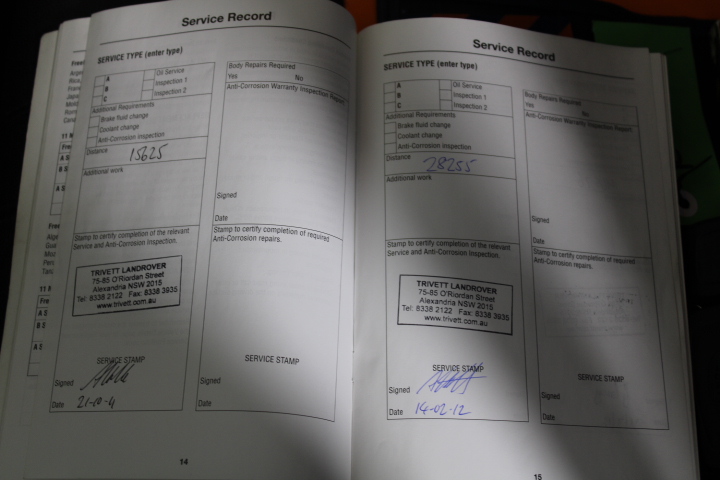 Service Record
SERVICE TYPE (enter type)
A
B
C
Oil Service
Inspection 1
Inspection 2
Additional Requirements
Brake fluid change
Coolant change
Anti-Corrosion inspection
Distance
15625
Additional work
Stamp to certify completion of the relevant
Service and Anti-Corrosion Inspection.
TRIVETT LANDROVER
75-85 O'Riordan Street
Alexandria NSW 2015
Tel: 8338 2122 Fax: 8338 3935
www.trivett.com.au
SERVICE STAMP
Signed
Date 21-10-4
Body Repairs Required
Yes No
Anti-Corrosion Warranty Inspection Report
Signed
Date
Stamp to certify completion of required
Anti-Corrosion repairs.
SERVICE STAMP
Signed
Date
14
Service Record
SERVICE TYPE (enter type)
A
B
C
Oil Service
Inspection 1
Inspection 2
Additional Requirements
Brake fluid change
Coolant change
Anti-Corrosion inspection
Distance
28255
Additional work
Stamp to certify completion of the relevant
Service and Anti-Corrosion Inspection.
TRIVETT LANDROVER
75-85 O'Riordan Street
Alexandria NSW 2015
Tel: 8338 2122 Fax: 8338 3935
www.trivett.com.au
SERVICE STAMP
Signed
Date 14-02-12
Body Repairs Required
Yes No
Anti-Corrosion Warranty Inspection Report
Signed
Date
Stamp to certify completion of required
Anti-Corrosion repairs.
SERVICE STAMP
Signed
Date
15